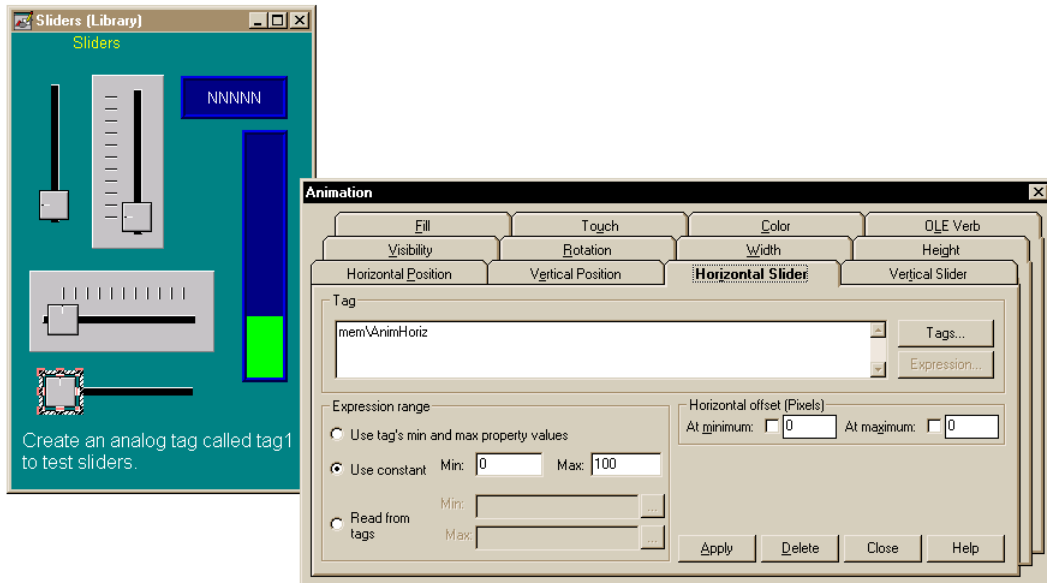 Sliders (Library)
Sliders
NNNNN
Create an analog tag called tag1
to test sliders.
Animation
Fill Touch Color OLE Verb
Visibility Rotation Width Height
Horizontal Position Vertical Position Horizontal Slider Vertical Slider
Tag
mem\AnimHoriz
Tags...
Expression...
Expression range
Use tag's min and max property values
Use constant Min: 0 Max: 100
Read from
tags
Min: ...
Max: ...
Horizontal offset (Pixels)
At minimum: 0 At maximum: 0
Apply Delete Close Help